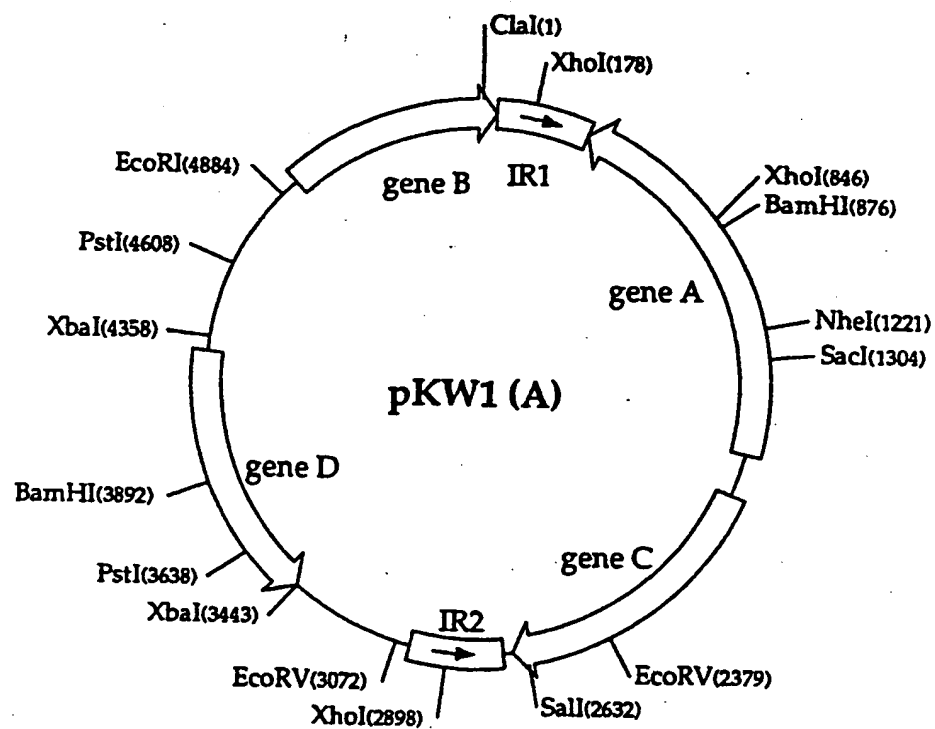 ClaI(1)
XhoI(178)
EcoRI(4884)
gene B
IR1
XhoI(846)
BamHI(876)
PstI(4608)
gene A
XbaI(4358)
NheI(1221)
SacI(1304)
pKW1 (A)
gene D
BamHI(3892)
gene C
PstI(3638)
XbaI(3443)
IR2
EcoRV(3072)
EcoRV(2379)
XhoI(2898)
SalI(2632)